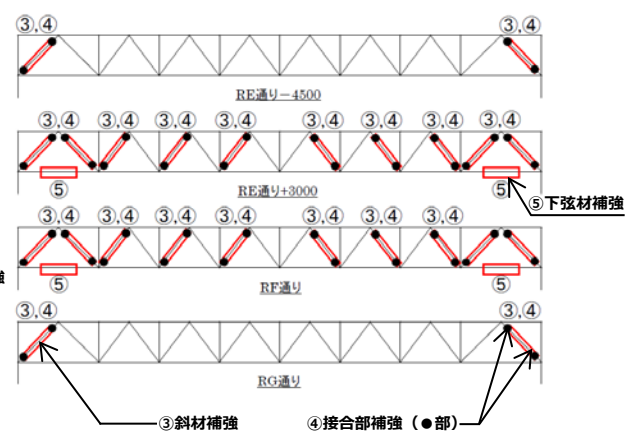 ③,④ ③,④
RE通り－4500
③,④ ③,④ ③,④ ③,④ ③,④ ③,④ ③,④ ③,④
⑤ ⑤
RE通り+3000
⑤下弦材補強
③,④ ③,④ ③,④ ③,④ ③,④ ③,④ ③,④ ③,④
⑤ ⑤
RF通り
強
③,④ ③,④
RG通り
③斜材補強 ④接合部補強（●部）